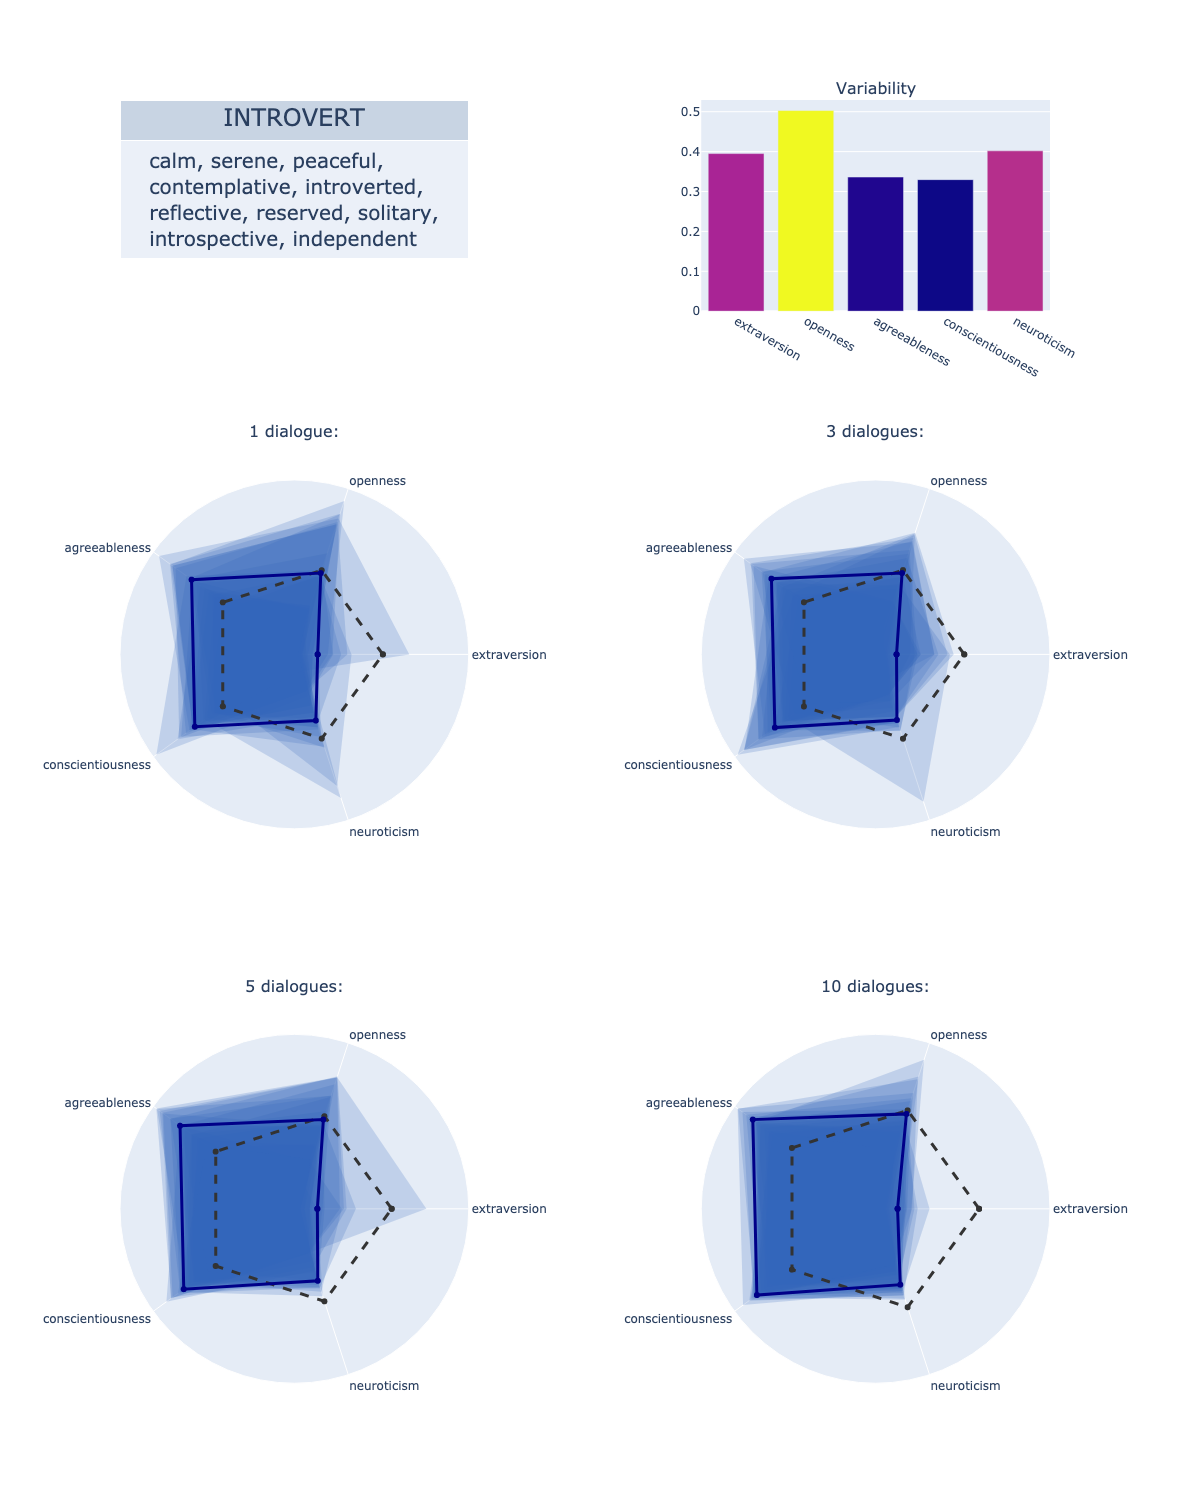 INTROVERT
calm, serene, peaceful,
contemplative, introverted,
reflective, reserved, solitary,
introspective, independent
Variability
0.5
0.4
0.3
0.2
0.1
0
extraversion
openness
agreeableness
conscientiousness
neuroticism
1 dialogue:
openness
agreeableness
extraversion
conscientiousness
neuroticism
3 dialogues:
openness
agreeableness
extraversion
conscientiousness
neuroticism
5 dialogues:
openness
agreeableness
extraversion
conscientiousness
neuroticism
10 dialogues:
openness
agreeableness
extraversion
conscientiousness
neuroticism